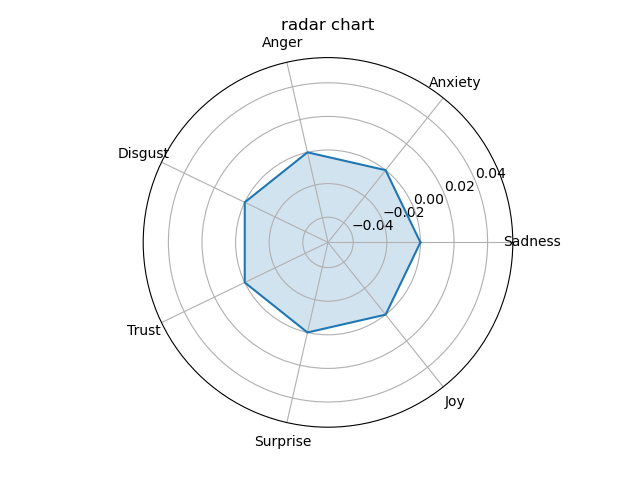 radar chart
Anger
Anxiety
Disgust
0.04
0.02
0.00
−0.02
−0.04
Sadness
Trust
Joy
Surprise